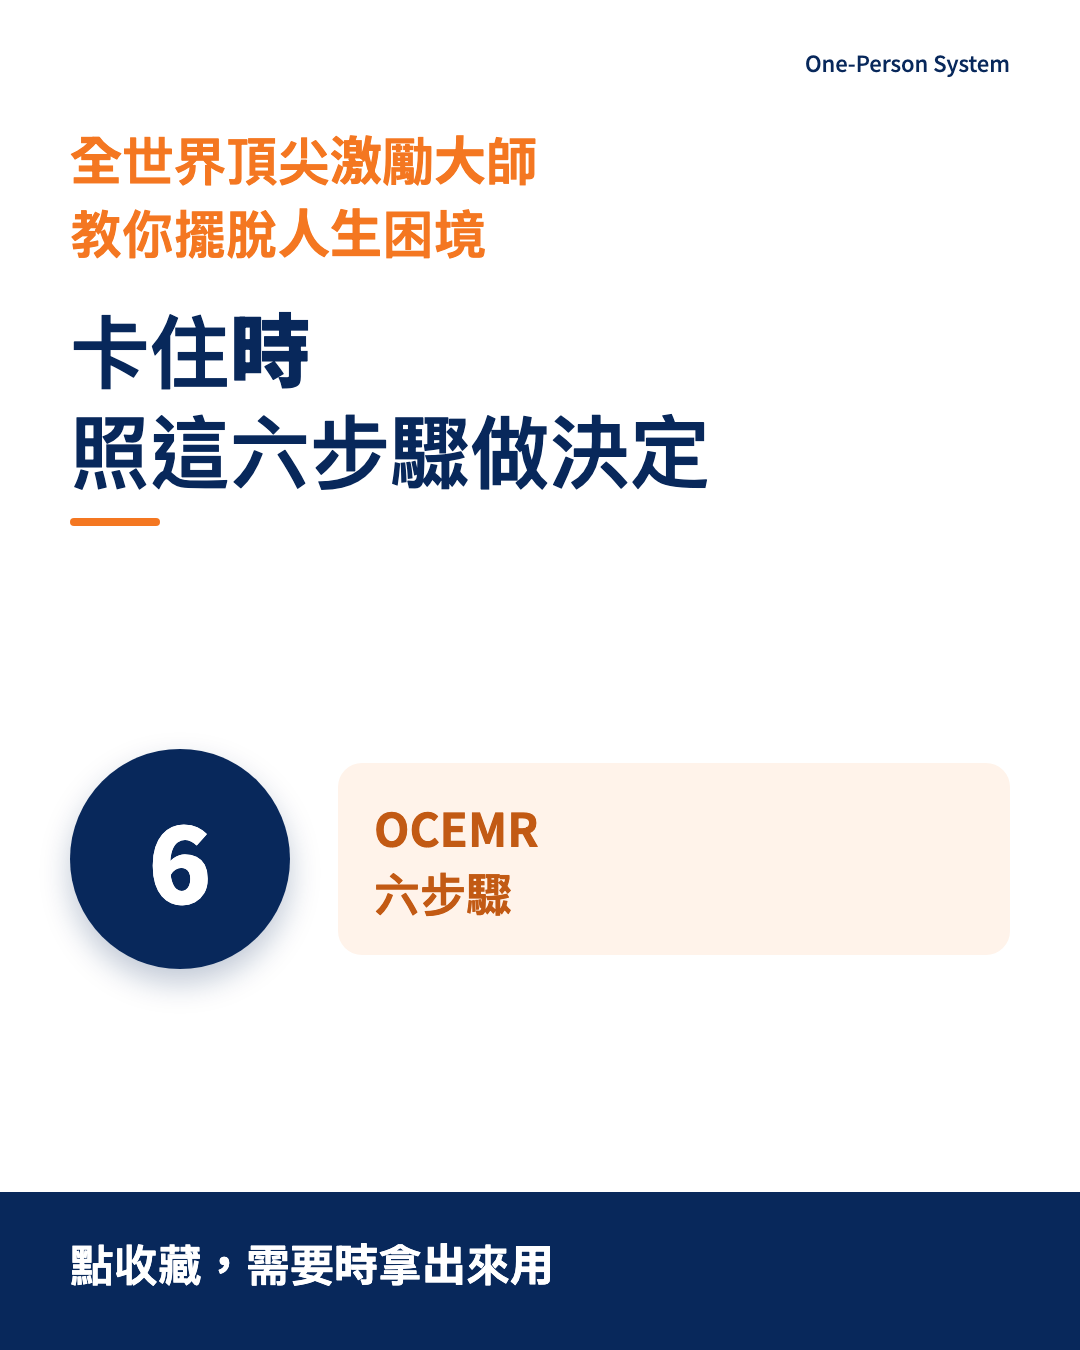 One-Person System
全世界頂尖激勵大師
教你擺脫人生困境
卡住時
照這六步驟做決定
6
OCEMR
六步驟
點收藏，需要時拿出來用